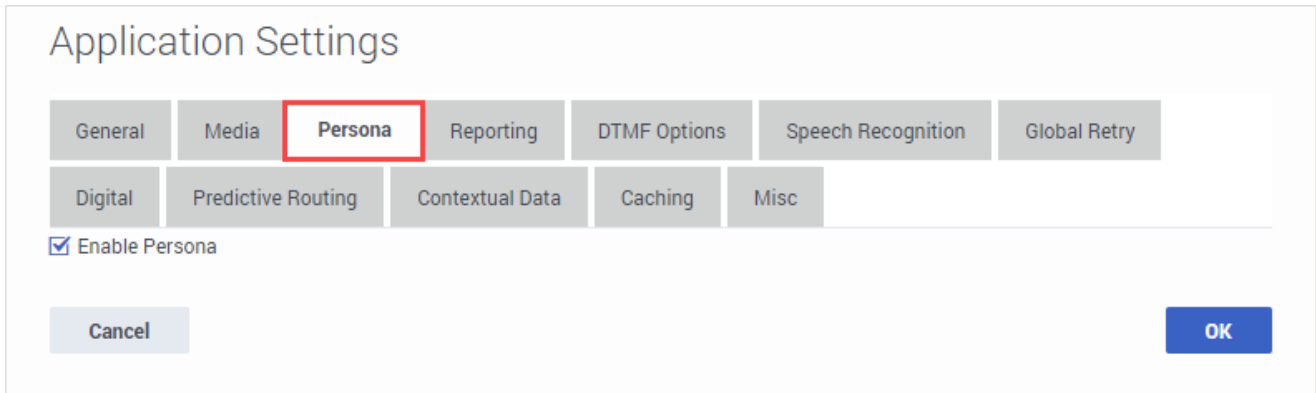 Application Settings
General Media Persona Reporting DTMF Options Speech Recognition Global Retry
Digital Predictive Routing Contextual Data Caching Misc
Enable Persona
Cancel OK